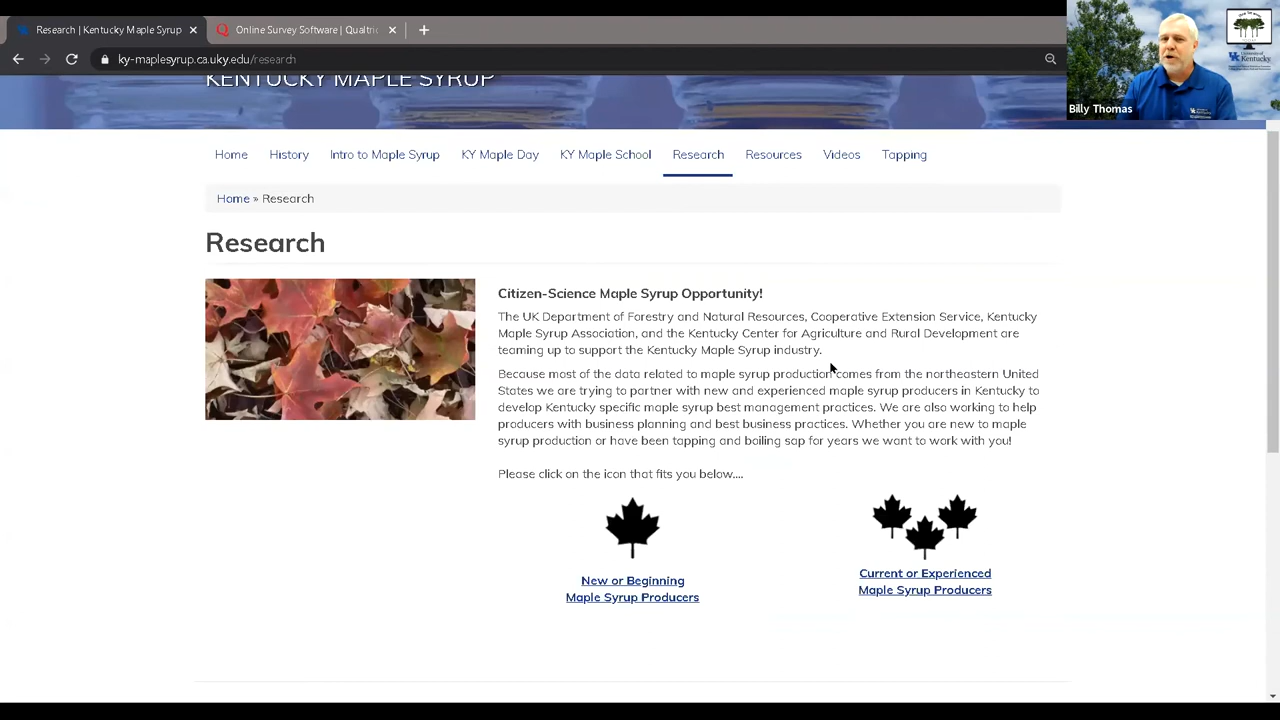 Research | Kentucky Maple Syrup
Online Survey Software | Qualtri
ky-maplesyrup.ca.uky.edu/research
Billy Thomas
University of
Kentucky
KENTUCKY MAPLE SYRUP
Home History Intro to Maple Syrup KY Maple Day KY Maple School Research Resources Videos Tapping
Home » Research
Research
Citizen-Science Maple Syrup Opportunity!
The UK Department of Forestry and Natural Resources, Cooperative Extension Service, Kentucky
Maple Syrup Association, and the Kentucky Center for Agriculture and Rural Development are
teaming up to support the Kentucky Maple Syrup industry.
Because most of the data related to maple syrup production comes from the northeastern United
States we are trying to partner with new and experienced maple syrup producers in Kentucky to
develop Kentucky specific maple syrup best management practices. We are also working to help
producers with business planning and best business practices. Whether you are new to maple
syrup production or have been tapping and boiling sap for years we want to work with you!
Please click on the icon that fits you below....
New or Beginning
Maple Syrup Producers
Current or Experienced
Maple Syrup Producers